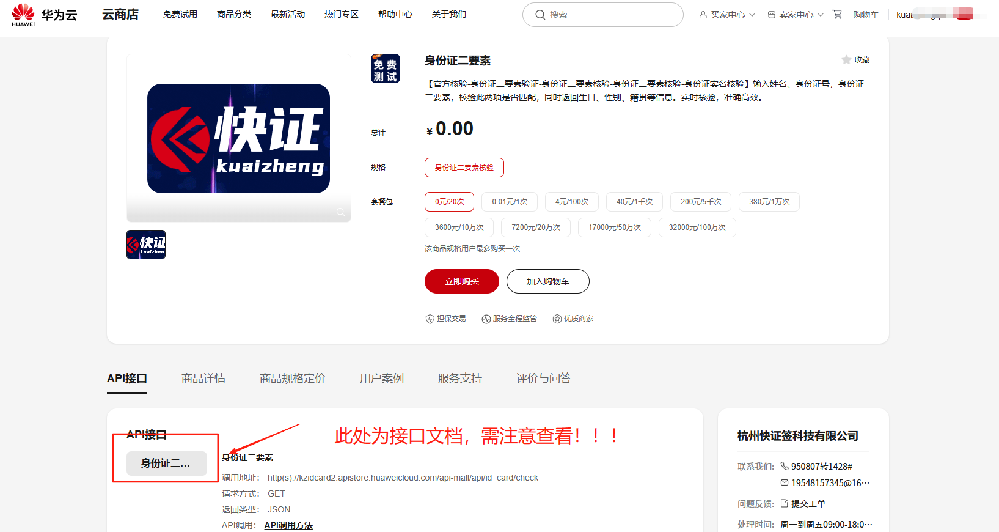 HUAWEI 华为云 云商店 免费试用 商品分类 最新活动 热门专区 帮助中心 关于我们 搜索 买家中心 卖家中心 购物车 kuai
快证
kuaizheng
快证
kuaizhen
免费
测试
身份证二要素
收藏
【官方核验-身份证二要素验证-身份证二要素核验-身份证二要素核验-身份证实名核验】输入姓名、身份证号，身份证
二要素，校验此两项是否匹配，同时返回生日、性别、籍贯等信息。实时核验，准确高效。
总计 ¥ 0.00
规格 身份证二要素核验
套餐包 0元/20次 0.01元/1次 4元/100次 40元/1千次 200元/5千次 380元/1万次
3600元/10万次 7200元/20万次 17000元/50万次 32000元/100万次
该商品规格用户最多购买一次
立即购买 加入购物车
担保交易 服务全程监管 优质商家
API接口 商品详情 商品规格定价 用户案例 服务支持 评价与问答
API接口
此处为接口文档，需注意查看！！！
身份证二...
身份证二要素
调用地址： http(s)://kzidcard2.apistore.huaweicloud.com/api-mall/api/id_card/check
请求方式： GET
返回类型： JSON
API调用： API调用方法
杭州快证签科技有限公司
联系我们: 950807转1428#
19548157345@16···
问题反馈: 提交工单
处理时间: 周一到周五09:00-18:0···